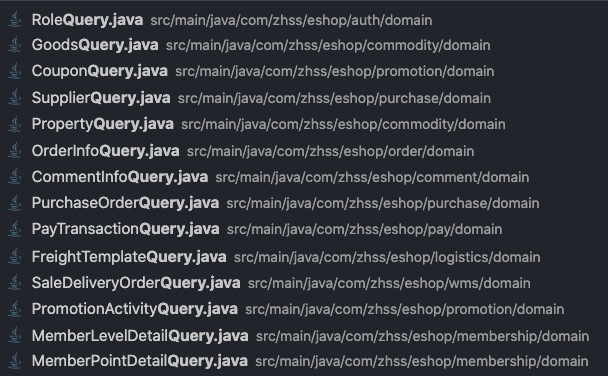 RoleQuery.java src/main/java/com/zhss/eshop/auth/domain
GoodsQuery.java src/main/java/com/zhss/eshop/commodity/domain
CouponQuery.java src/main/java/com/zhss/eshop/promotion/domain
SupplierQuery.java src/main/java/com/zhss/eshop/purchase/domain
PropertyQuery.java src/main/java/com/zhss/eshop/commodity/domain
OrderInfoQuery.java src/main/java/com/zhss/eshop/order/domain
CommentInfoQuery.java src/main/java/com/zhss/eshop/comment/domain
PurchaseOrderQuery.java src/main/java/com/zhss/eshop/purchase/domain
PayTransactionQuery.java src/main/java/com/zhss/eshop/pay/domain
FreightTemplateQuery.java src/main/java/com/zhss/eshop/logistics/domain
SaleDeliveryOrderQuery.java src/main/java/com/zhss/eshop/wms/domain
PromotionActivityQuery.java src/main/java/com/zhss/eshop/promotion/domain
MemberLevelDetailQuery.java src/main/java/com/zhss/eshop/membership/domain
MemberPointDetailQuery.java src/main/java/com/zhss/eshop/membership/domain